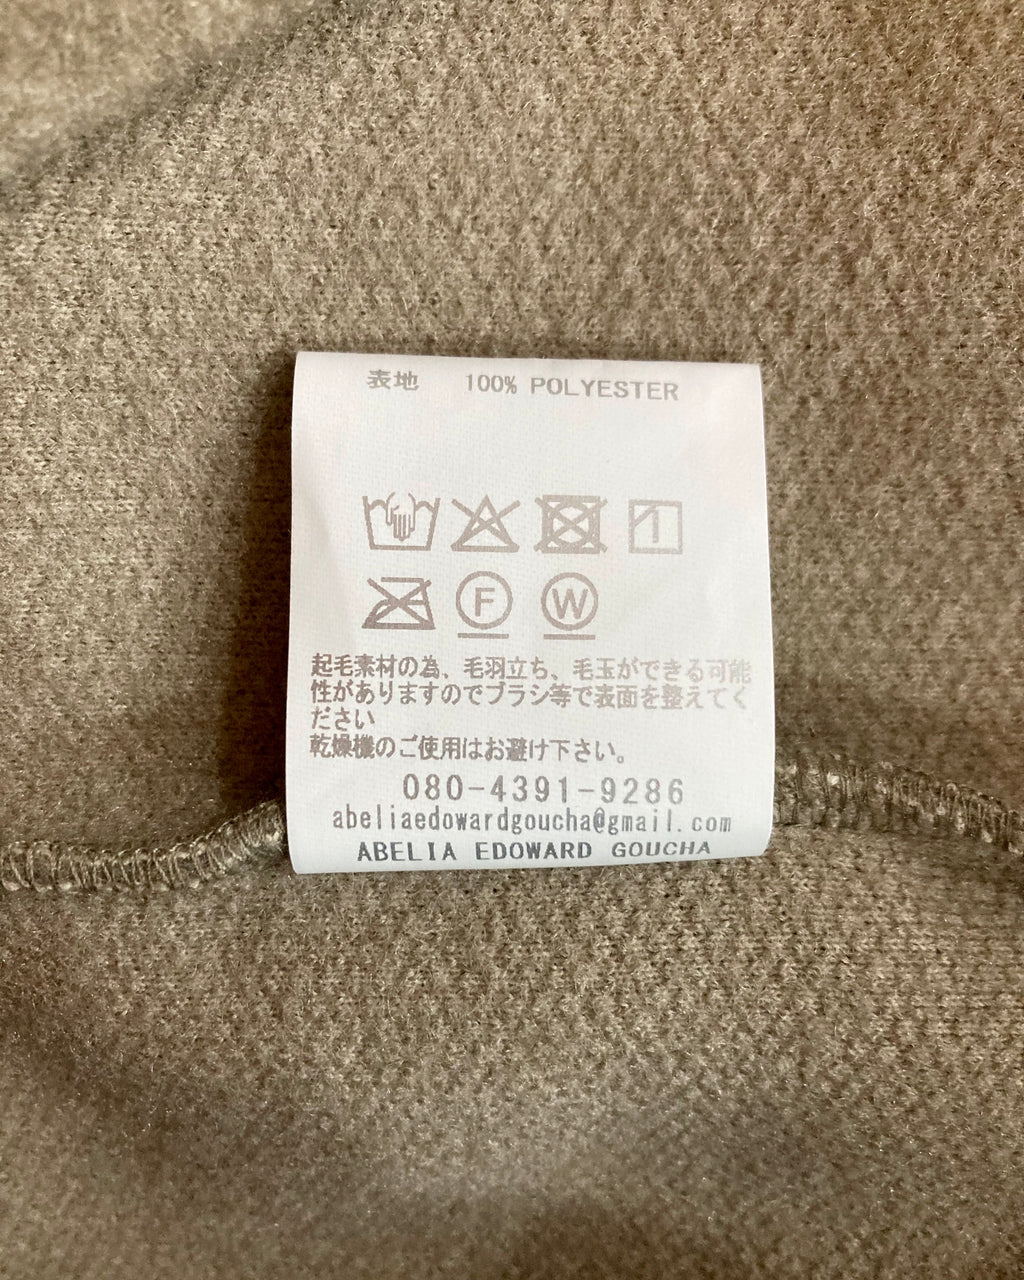 表地 100% POLYESTER
F W
起毛素材の為、毛羽立ち、毛玉ができる可能
性がありますのでブラシ等で表面を整えてく
ださい
乾燥機のご使用はお避け下さい。
080-4391-9286
abeliaedowardgoucha@gmail.com
ABELIA EDOWARD GOUCHA